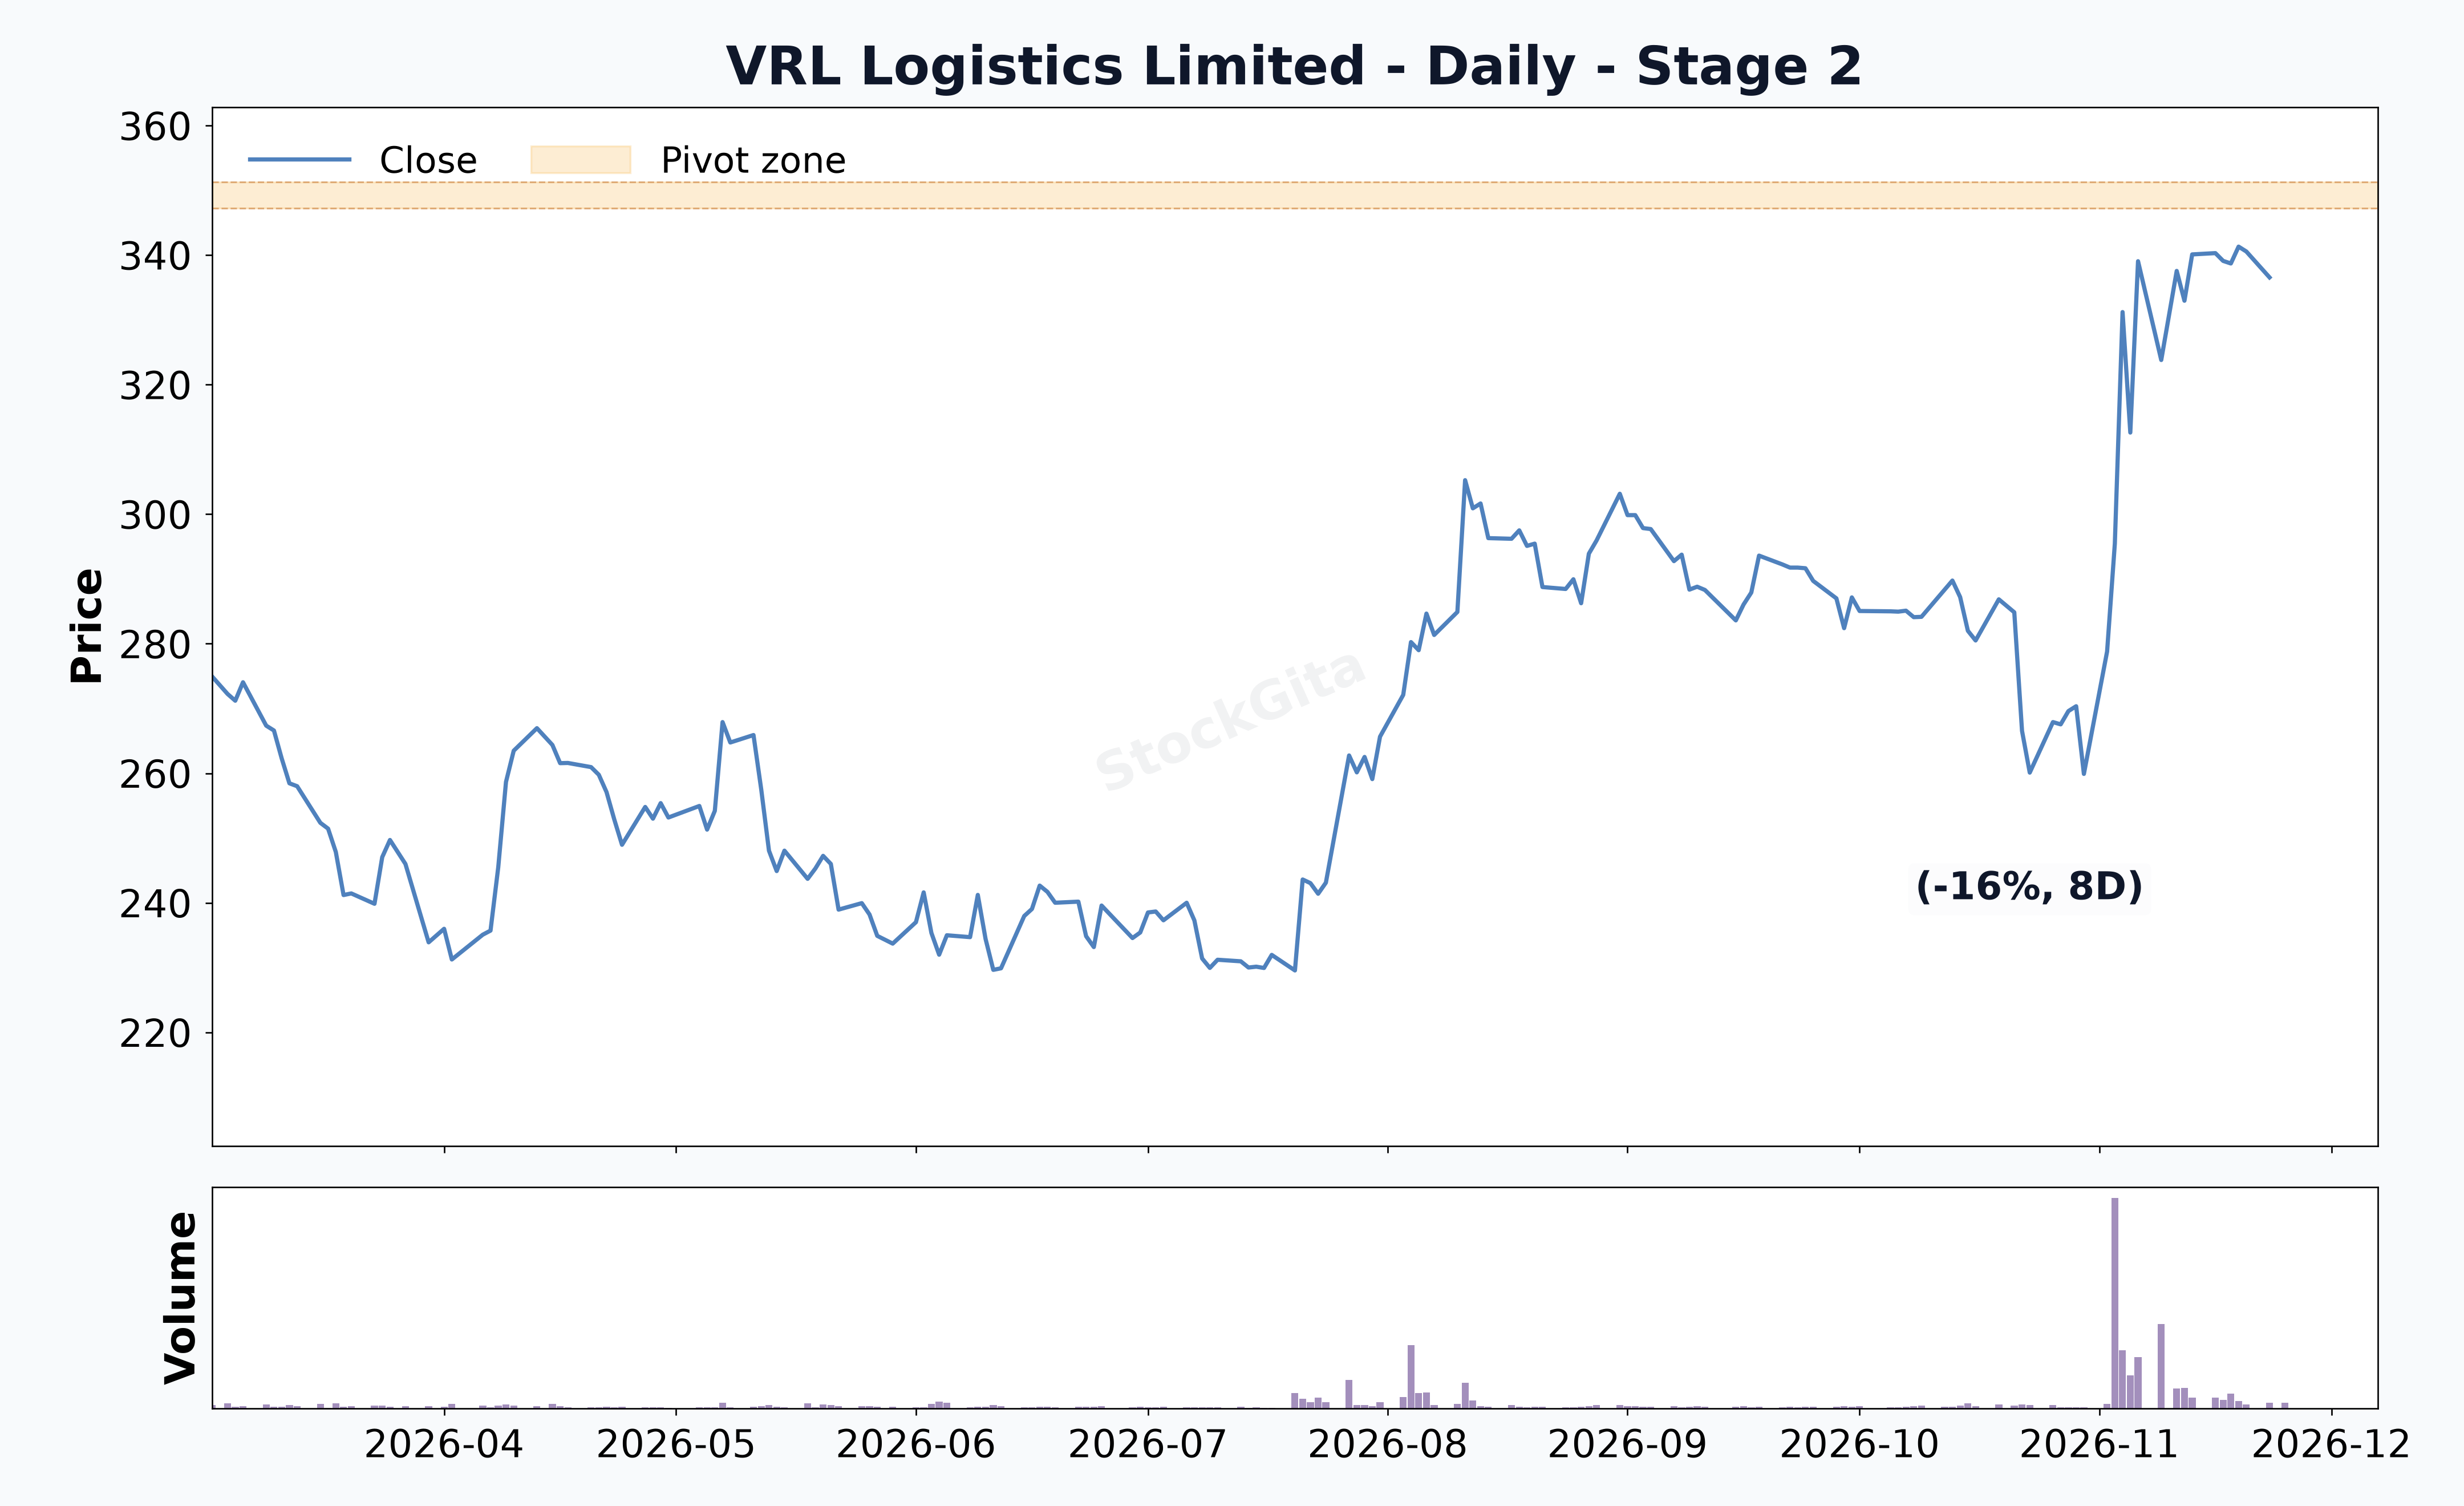 VRL Logistics Limited - Daily - Stage 2
Close
Pivot zone
Price
360
340
320
300
280
260
240
220
StockGita
(-16%, 8D)
Volume
2026-04
2026-05
2026-06
2026-07
2026-08
2026-09
2026-10
2026-11
2026-12